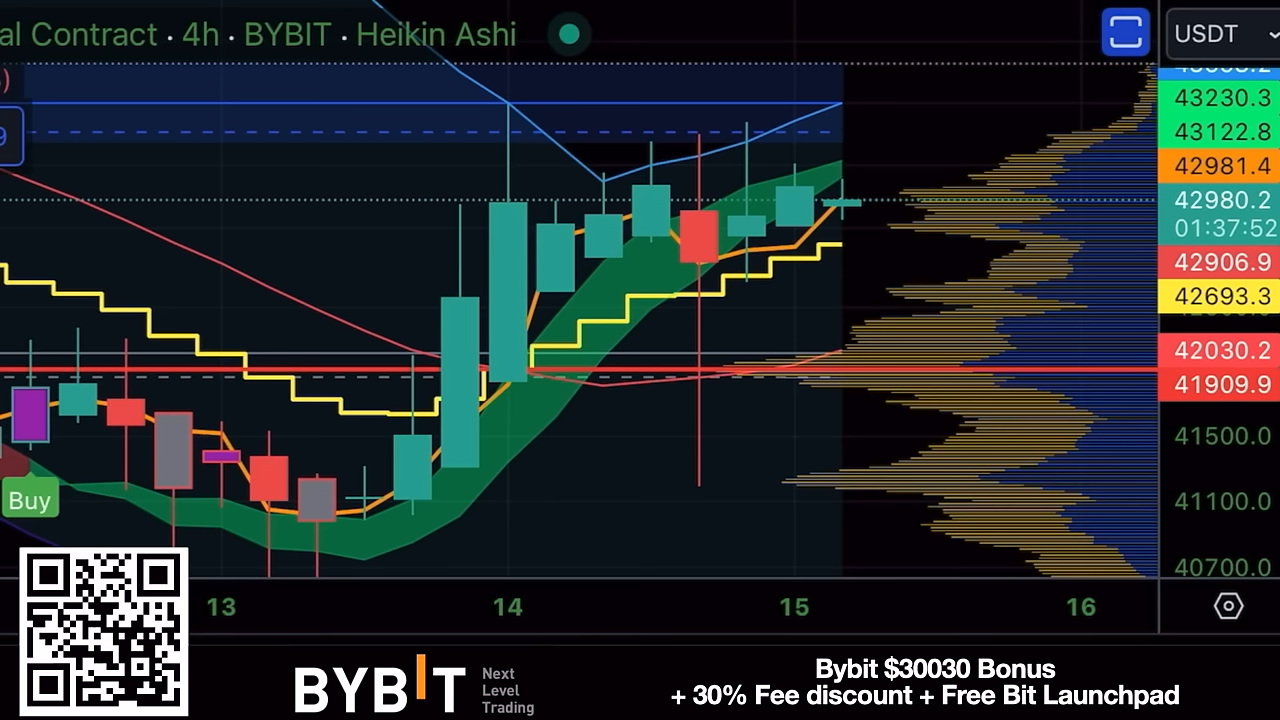 al Contract · 4h · BYBIT · Heikin Ashi
USDT
)
9
43230.3
43122.8
42981.4
42980.2
01:37:52
42906.9
42693.3
42030.2
41909.9
41500.0
41100.0
40700.0
Buy
13
14
15
16
BYBIT
Next
Level
Trading
Bybit $30030 Bonus
+ 30% Fee discount + Free Bit Launchpad